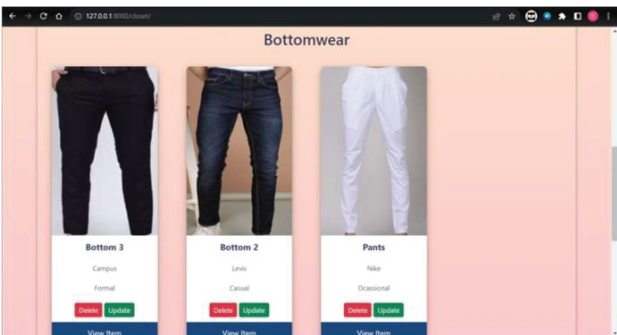 127.0.0.1:8000/closet/
Bottomwear
Bottom 3
Campus
Formal
Delete Update
View Item
Bottom 2
Levis
Casual
Delete Update
View Item
Pants
Nike
Ocassional
Delete Update
View Item